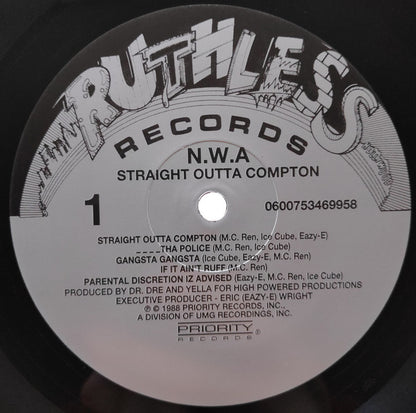 RUTHLESS
RECORDS
N.W.A
STRAIGHT OUTTA COMPTON
1
0600753469958
STRAIGHT OUTTA COMPTON (M.C. Ren, Ice Cube, Eazy-E)
_ _ _ _THA POLICE (M.C. Ren, Ice Cube)
GANGSTA GANGSTA (Ice Cube, Eazy-E, M.C. Ren)
IF IT AIN'T RUFF (M.C. Ren)
PARENTAL DISCRETION IZ ADVISED (Eazy-E, M.C. Ren, Ice Cube)
PRODUCED BY DR. DRE AND YELLA FOR HIGH POWERED PRODUCTIONS
EXECUTIVE PRODUCER - ERIC (EAZY-E) WRIGHT
℗ © 1988 PRIORITY RECORDS, INC.,
A DIVISION OF UMG RECORDINGS, INC.
PRIORITY
RECORDS ®